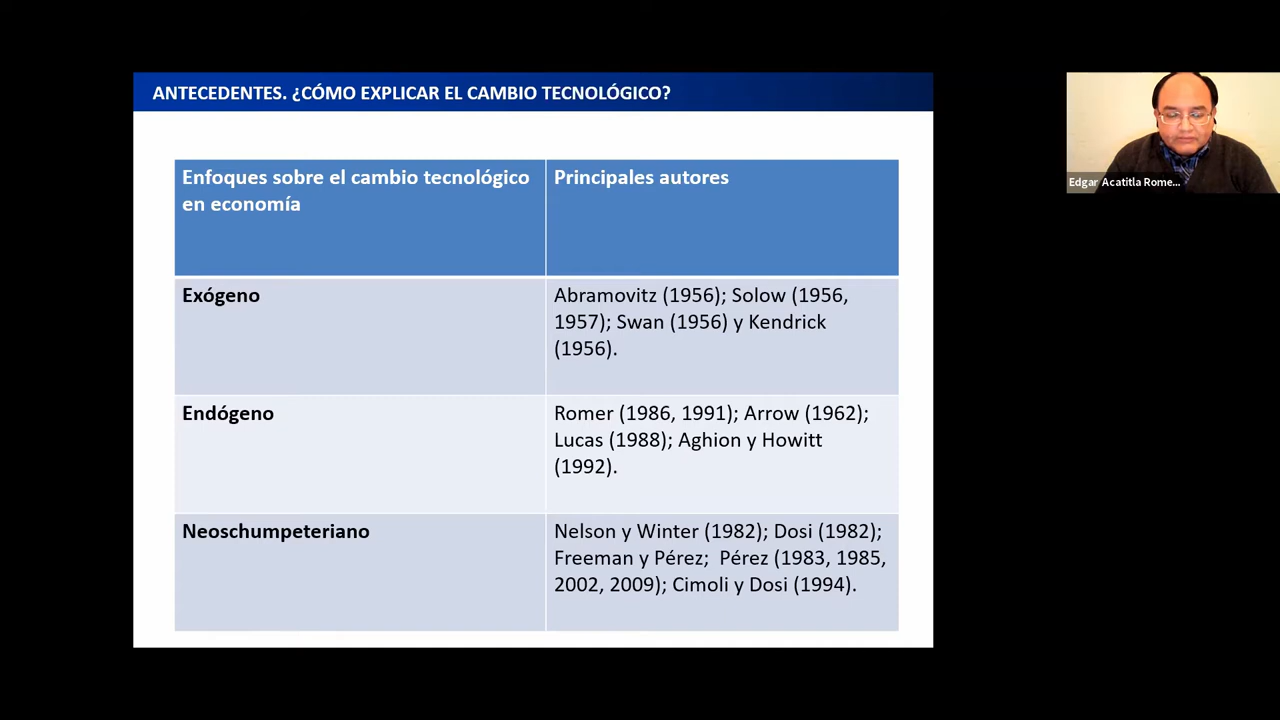 ANTECEDENTES. ¿CÓMO EXPLICAR EL CAMBIO TECNOLÓGICO?
Enfoques sobre el cambio tecnológico
en economía
Principales autores
Exógeno
Abramovitz (1956); Solow (1956,
1957); Swan (1956) y Kendrick
(1956).
Endógeno
Romer (1986, 1991); Arrow (1962);
Lucas (1988); Aghion y Howitt
(1992).
Neoschumpeteriano
Nelson y Winter (1982); Dosi (1982);
Freeman y Pérez; Pérez (1983, 1985,
2002, 2009); Cimoli y Dosi (1994).
Edgar Acatitla Rome...